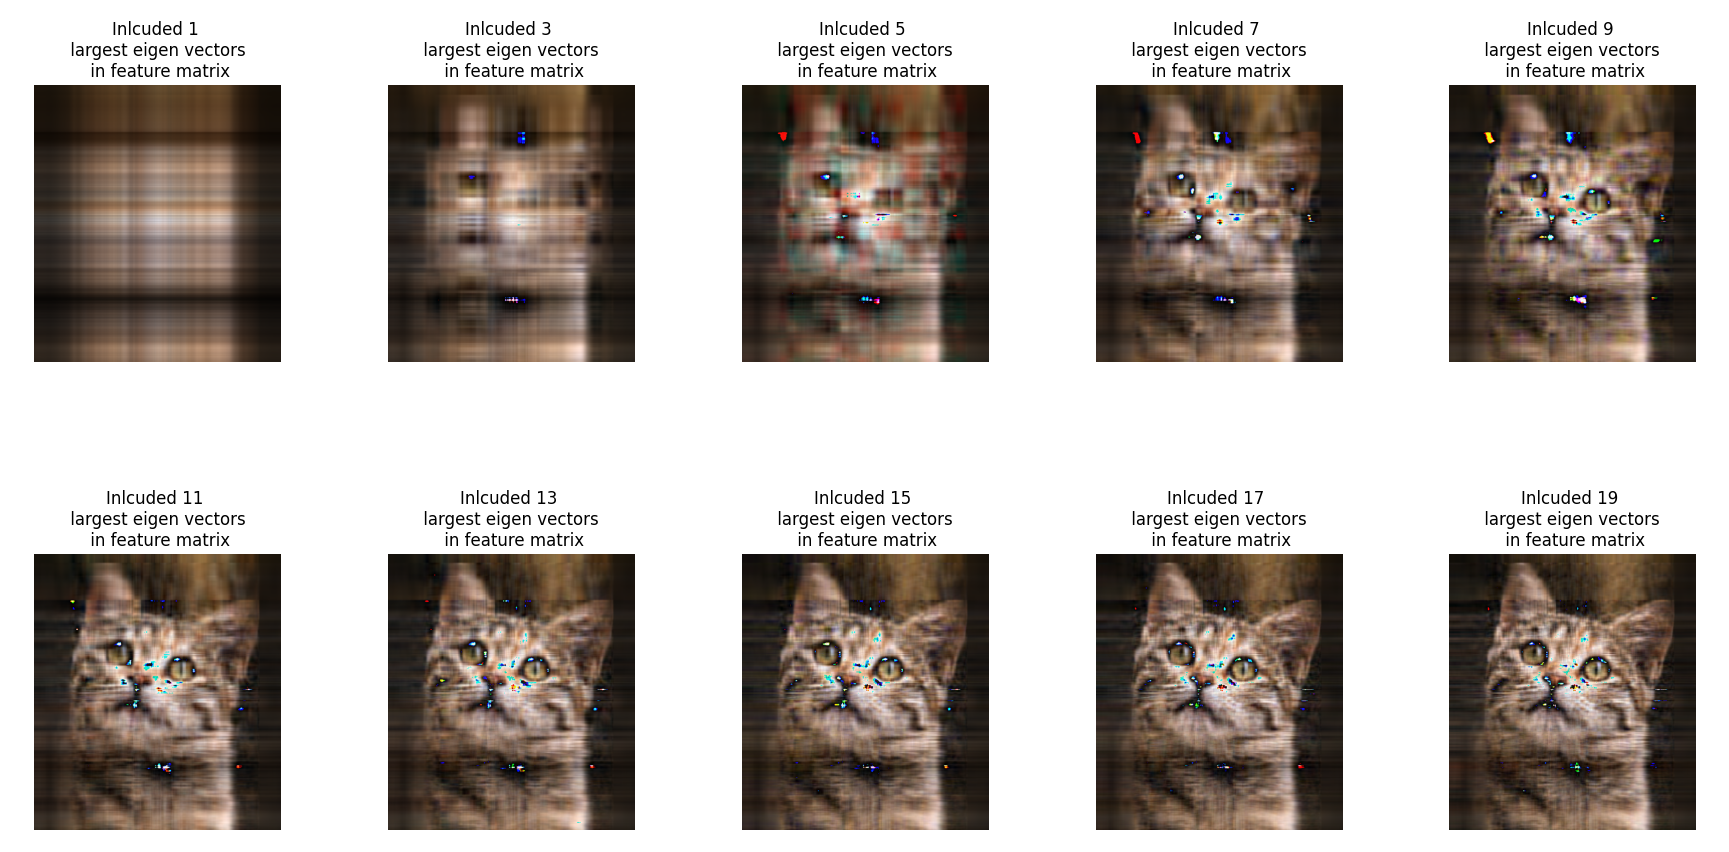 Inlcuded 1
largest eigen vectors
in feature matrix
Inlcuded 3
largest eigen vectors
in feature matrix
Inlcuded 5
largest eigen vectors
in feature matrix
Inlcuded 7
largest eigen vectors
in feature matrix
Inlcuded 9
largest eigen vectors
in feature matrix
Inlcuded 11
largest eigen vectors
in feature matrix
Inlcuded 13
largest eigen vectors
in feature matrix
Inlcuded 15
largest eigen vectors
in feature matrix
Inlcuded 17
largest eigen vectors
in feature matrix
Inlcuded 19
largest eigen vectors
in feature matrix